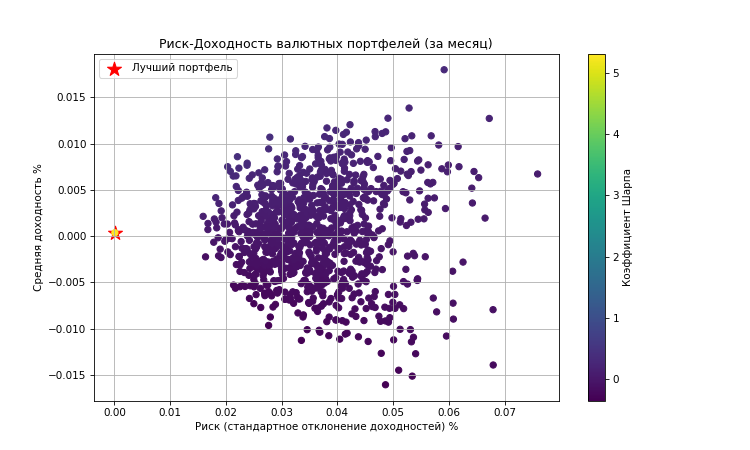 Риск-Доходность валютных портфелей (за месяц)
Лучший портфель
Средняя доходность %
0.015
0.010
0.005
0.000
−0.005
−0.010
−0.015
0.00 0.01 0.02 0.03 0.04 0.05 0.06 0.07
Риск (стандартное отклонение доходностей) %
5
4
3
2
1
0
Коэффициент Шарпа